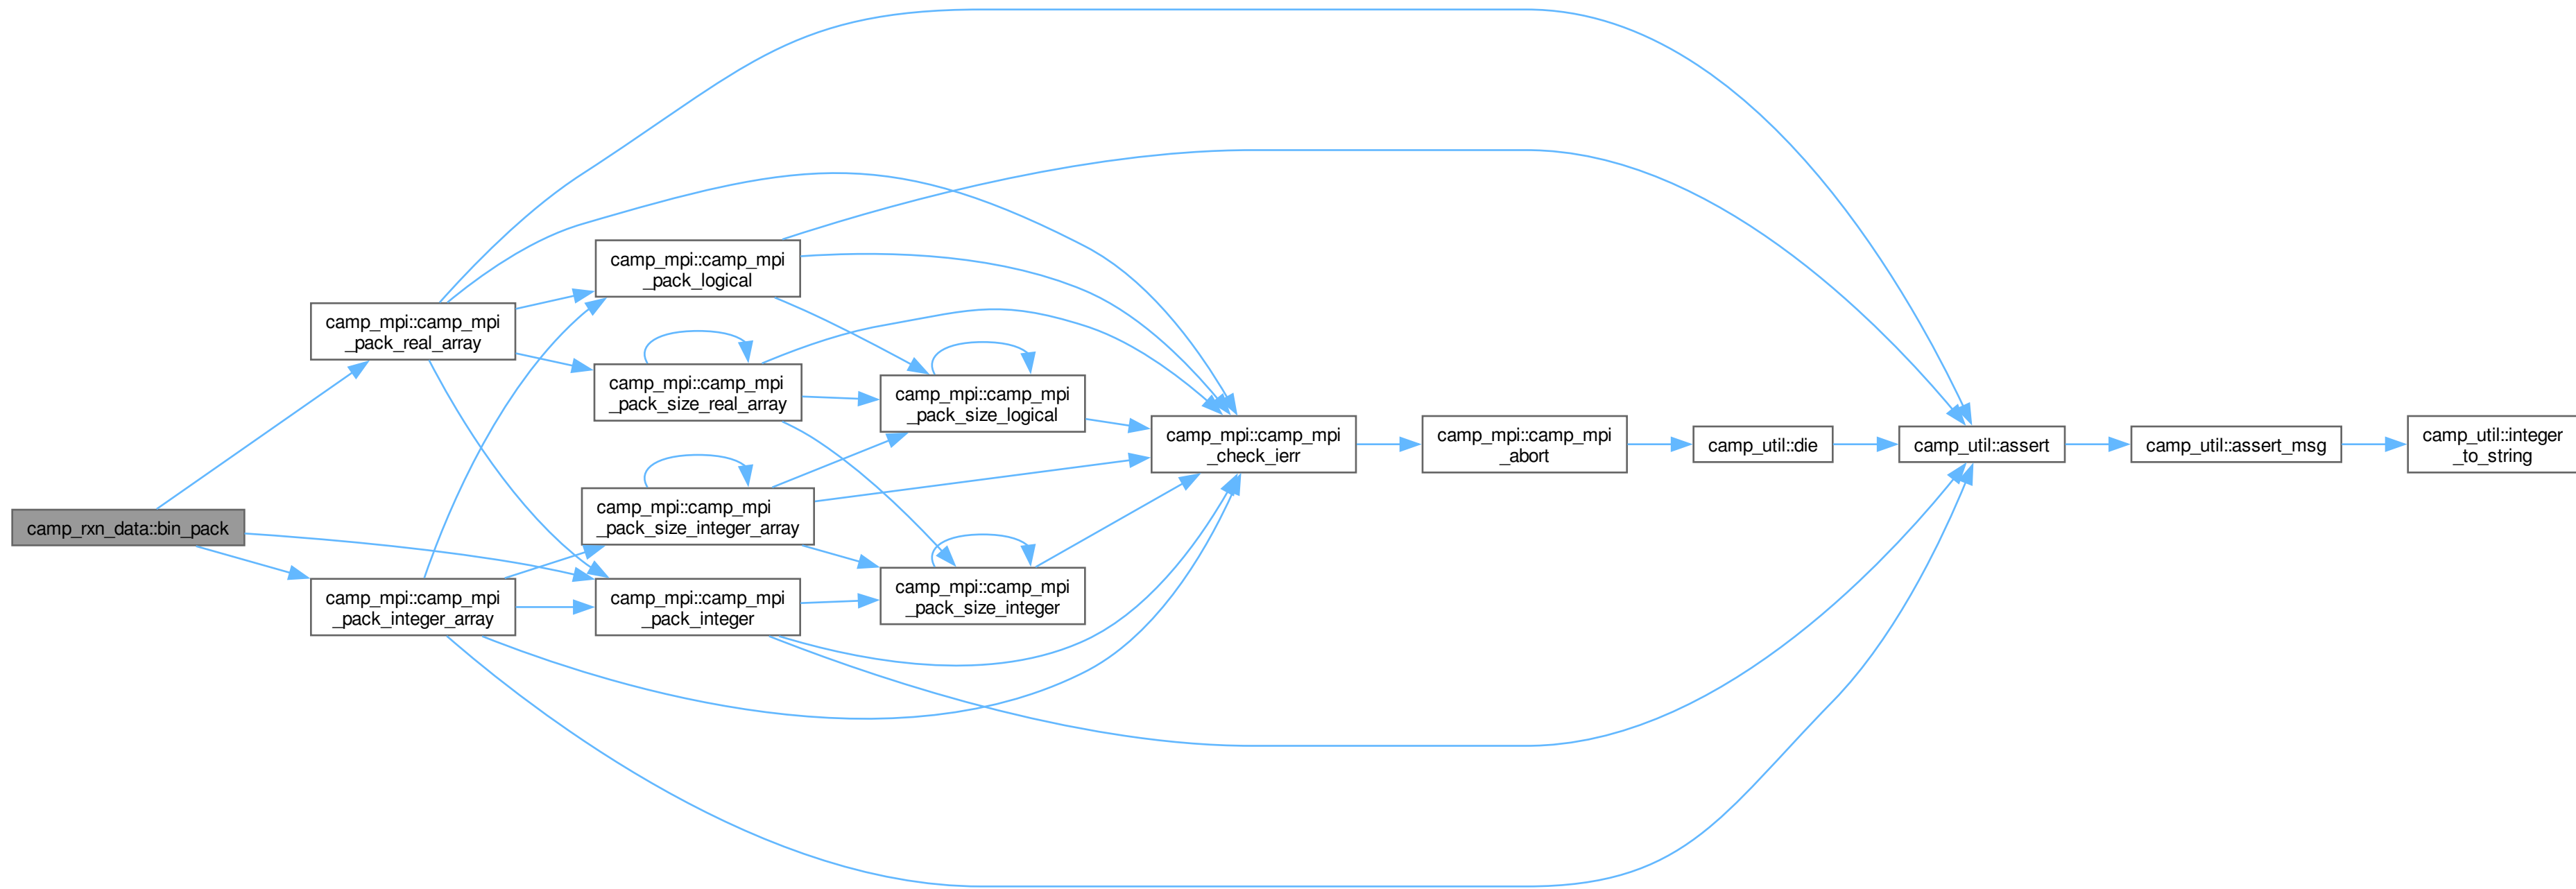 camp_rxn_data::bin_pack
camp_mpi::camp_mpi
_pack_real_array
camp_mpi::camp_mpi
_pack_integer_array
camp_mpi::camp_mpi
_pack_logical
camp_mpi::camp_mpi
_pack_size_real_array
camp_mpi::camp_mpi
_pack_size_integer_array
camp_mpi::camp_mpi
_pack_integer
camp_mpi::camp_mpi
_pack_size_logical
camp_mpi::camp_mpi
_pack_size_integer
camp_mpi::camp_mpi
_check_ierr
camp_mpi::camp_mpi
_abort
camp_util::die
camp_util::assert
camp_util::assert_msg
camp_util::integer
_to_string